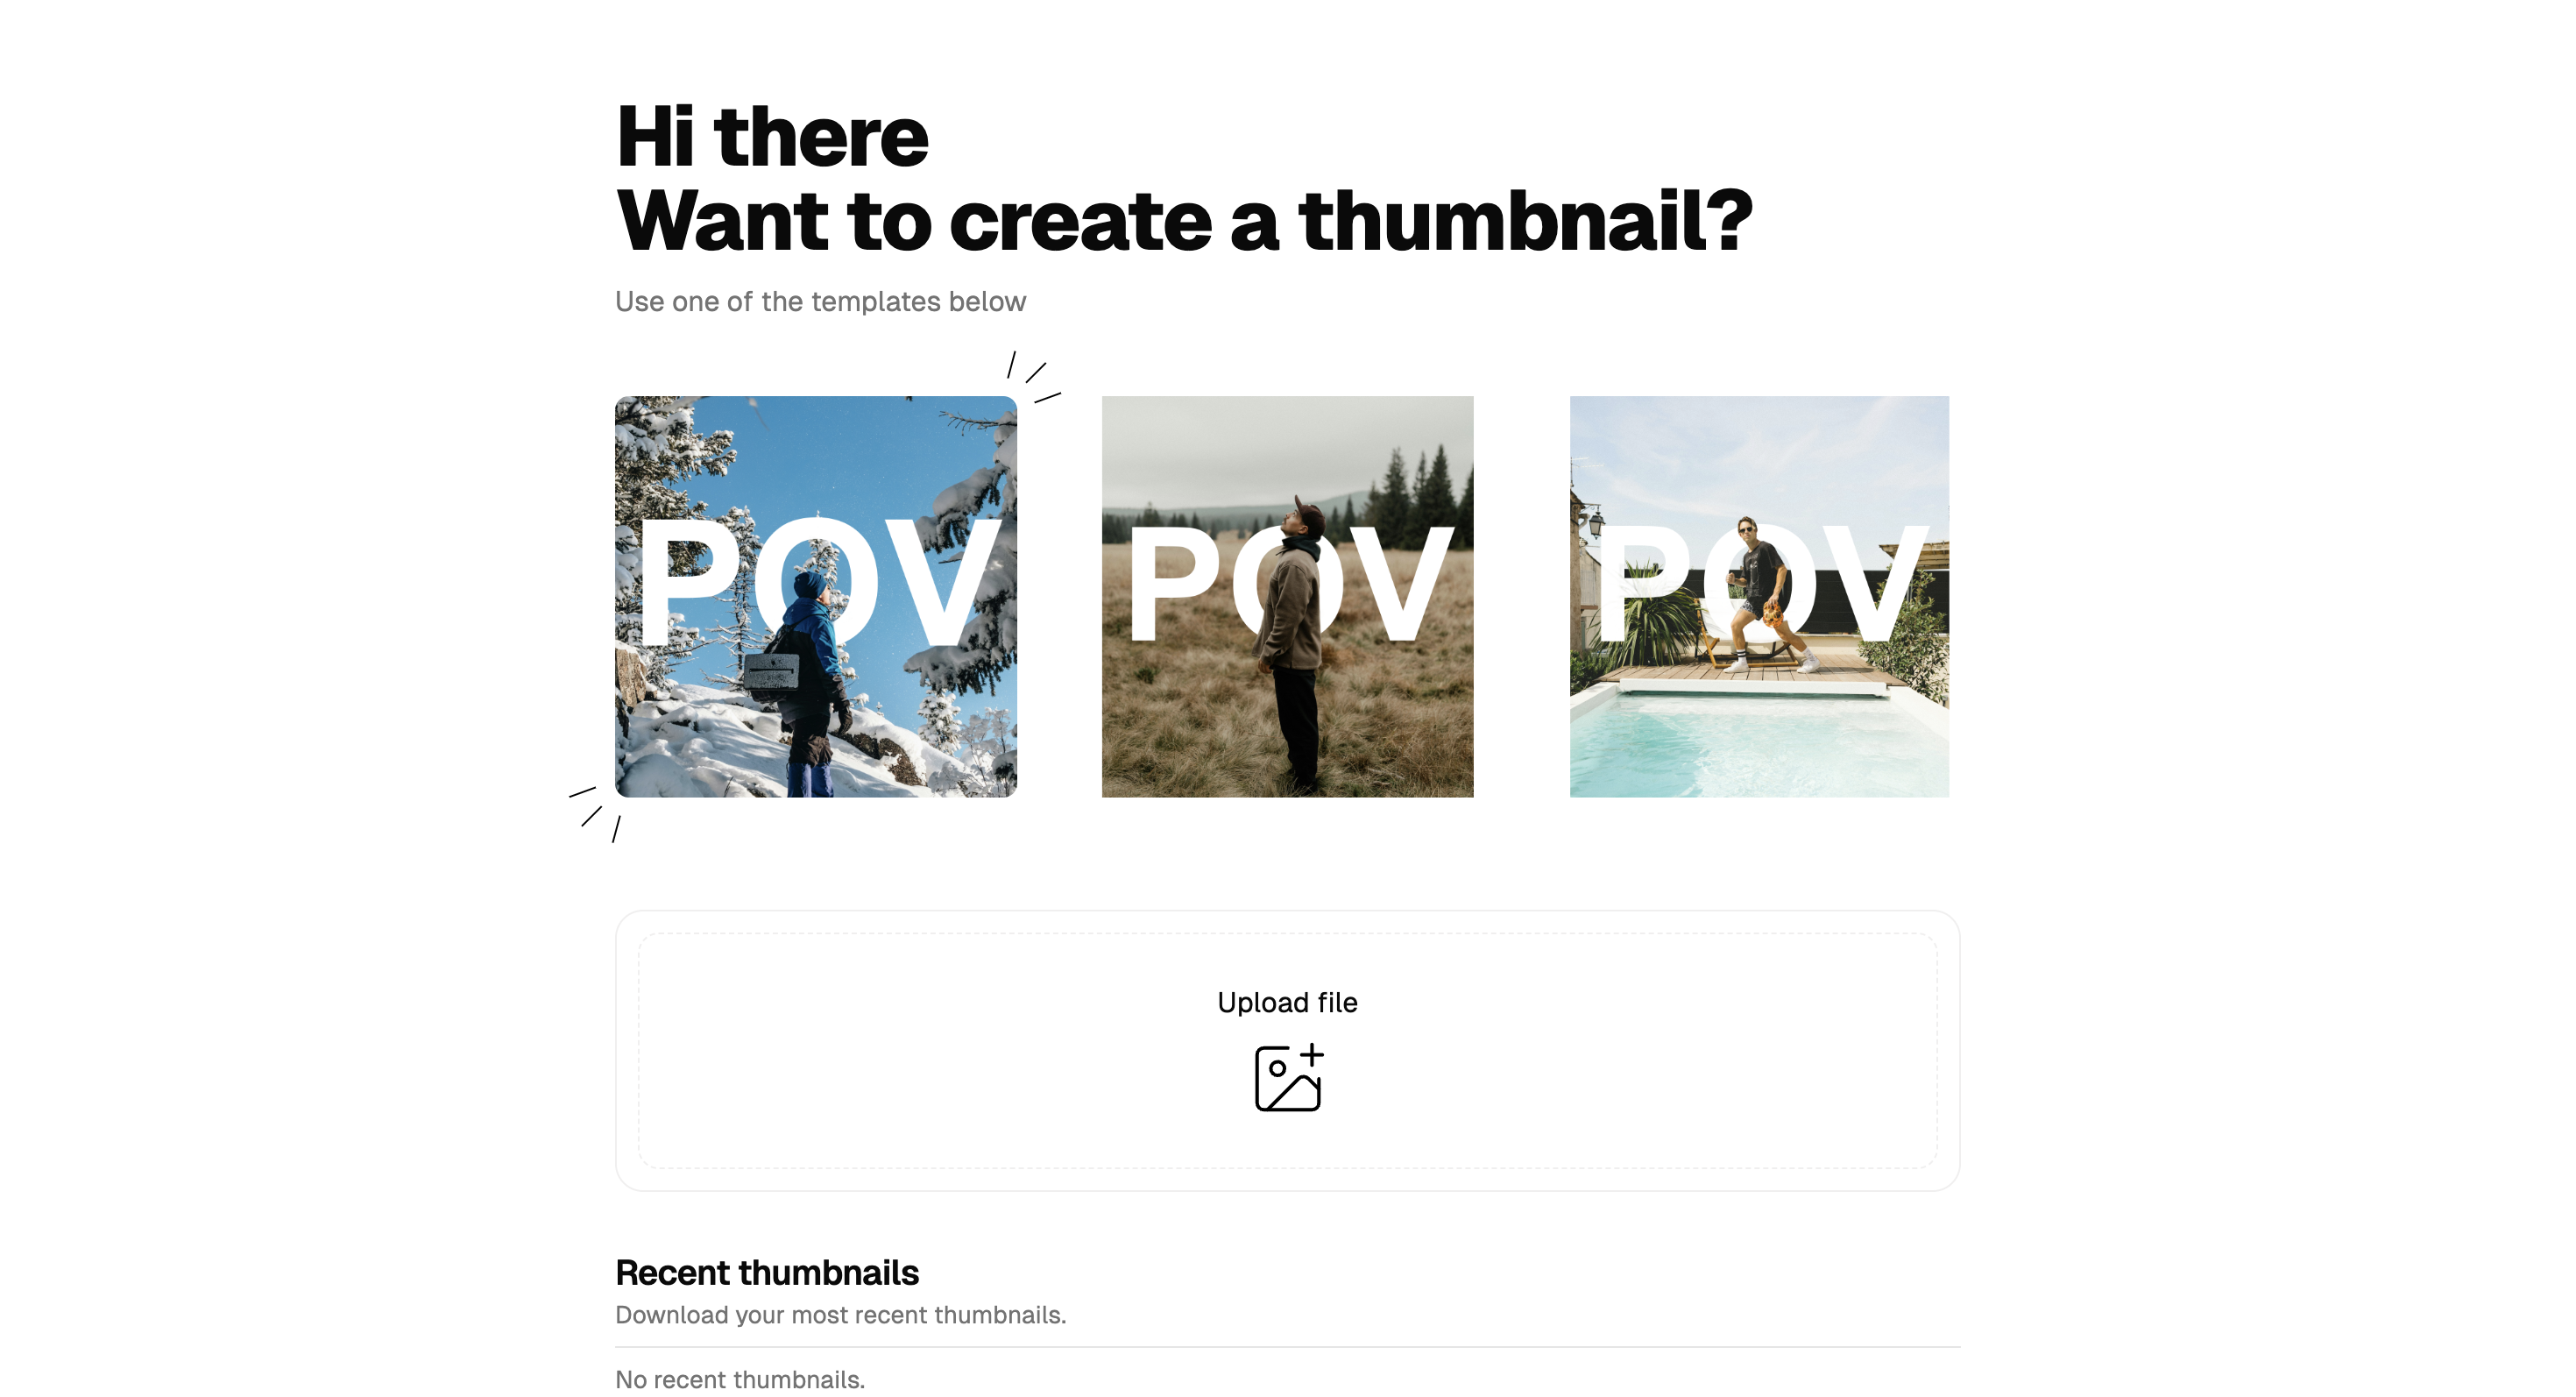 Hi there
Want to create a thumbnail?
Use one of the templates below
POV
POV
POV
Upload file
Recent thumbnails
Download your most recent thumbnails.
No recent thumbnails.